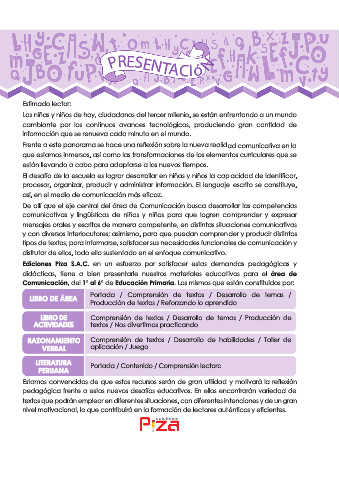 PRESENTACIÓ
Estimado lector:
Los niños y niñas de hoy, ciudadanos del tercer milenio, se están enfrentando a un mundo
cambiante por los continuos avances tecnológicos, produciendo gran cantidad de
información que se renueva cada minuto en el mundo.
Frente a este panorama se hace una reflexión sobre la nueva realidad comunicativa en la
que estamos inmersos, así como las transformaciones de los elementos curriculares que se
están llevando a cabo para adaptarse a los nuevos tiempos.
El desafío de la escuela es lograr desarrollar en niños y niñas la capacidad de identificar,
procesar, organizar, producir y administrar información. El lenguaje escrito se constituye,
así, en el medio de comunicación más eficaz.
De allí que el eje central del área de Comunicación busca desarrollar las competencias
comunicativas y lingüísticas de niños y niñas para que logren comprender y expresar
mensajes orales y escritos de manera competente, en distintas situaciones comunicativas
y con diversos interlocutores; asimismo, para que puedan comprender y producir distintos
tipos de textos, para informarse, satisfacer sus necesidades funcionales de comunicación y
disfrutar de ellos, todo ello sustentado en el enfoque comunicativo.
Ediciones Piza S.A.C. en un esfuerzo por satisfacer estas demandas pedagógicas y
didácticas, tiene a bien presentarle nuestros materiales educativos para el área de
Comunicación, del 1° al 6° de Educación Primaria. Los mismos que están constituidos por:
LIBRO DE ÁREA
Portada / Comprensión de textos / Desarrollo de temas /
Producción de textos / Reforzando lo aprendido
LIBRO DE
ACTIVIDADES
Comprensión de textos / Desarrollo de temas / Producción de
textos / Nos divertimos practicando
RAZONAMIENTO
VERBAL
Comprensión de textos / Desarrollo de habilidades / Taller de
aplicación / Juego
LITERATURA
PERUANA
Portada / Contenido / Comprensión lectora
Estamos convencidos de que estos recursos serán de gran utilidad y motivará la reflexión
pedagógica frente a estos nuevos desafíos educativos. En ellos encontrarán variedad de
textos que podrán emplear en diferentes situaciones, con diferentes intenciones y de un gran
nivel motivacional, lo que contribuirá en la formación de lectores auténticos y eficientes.
Piza